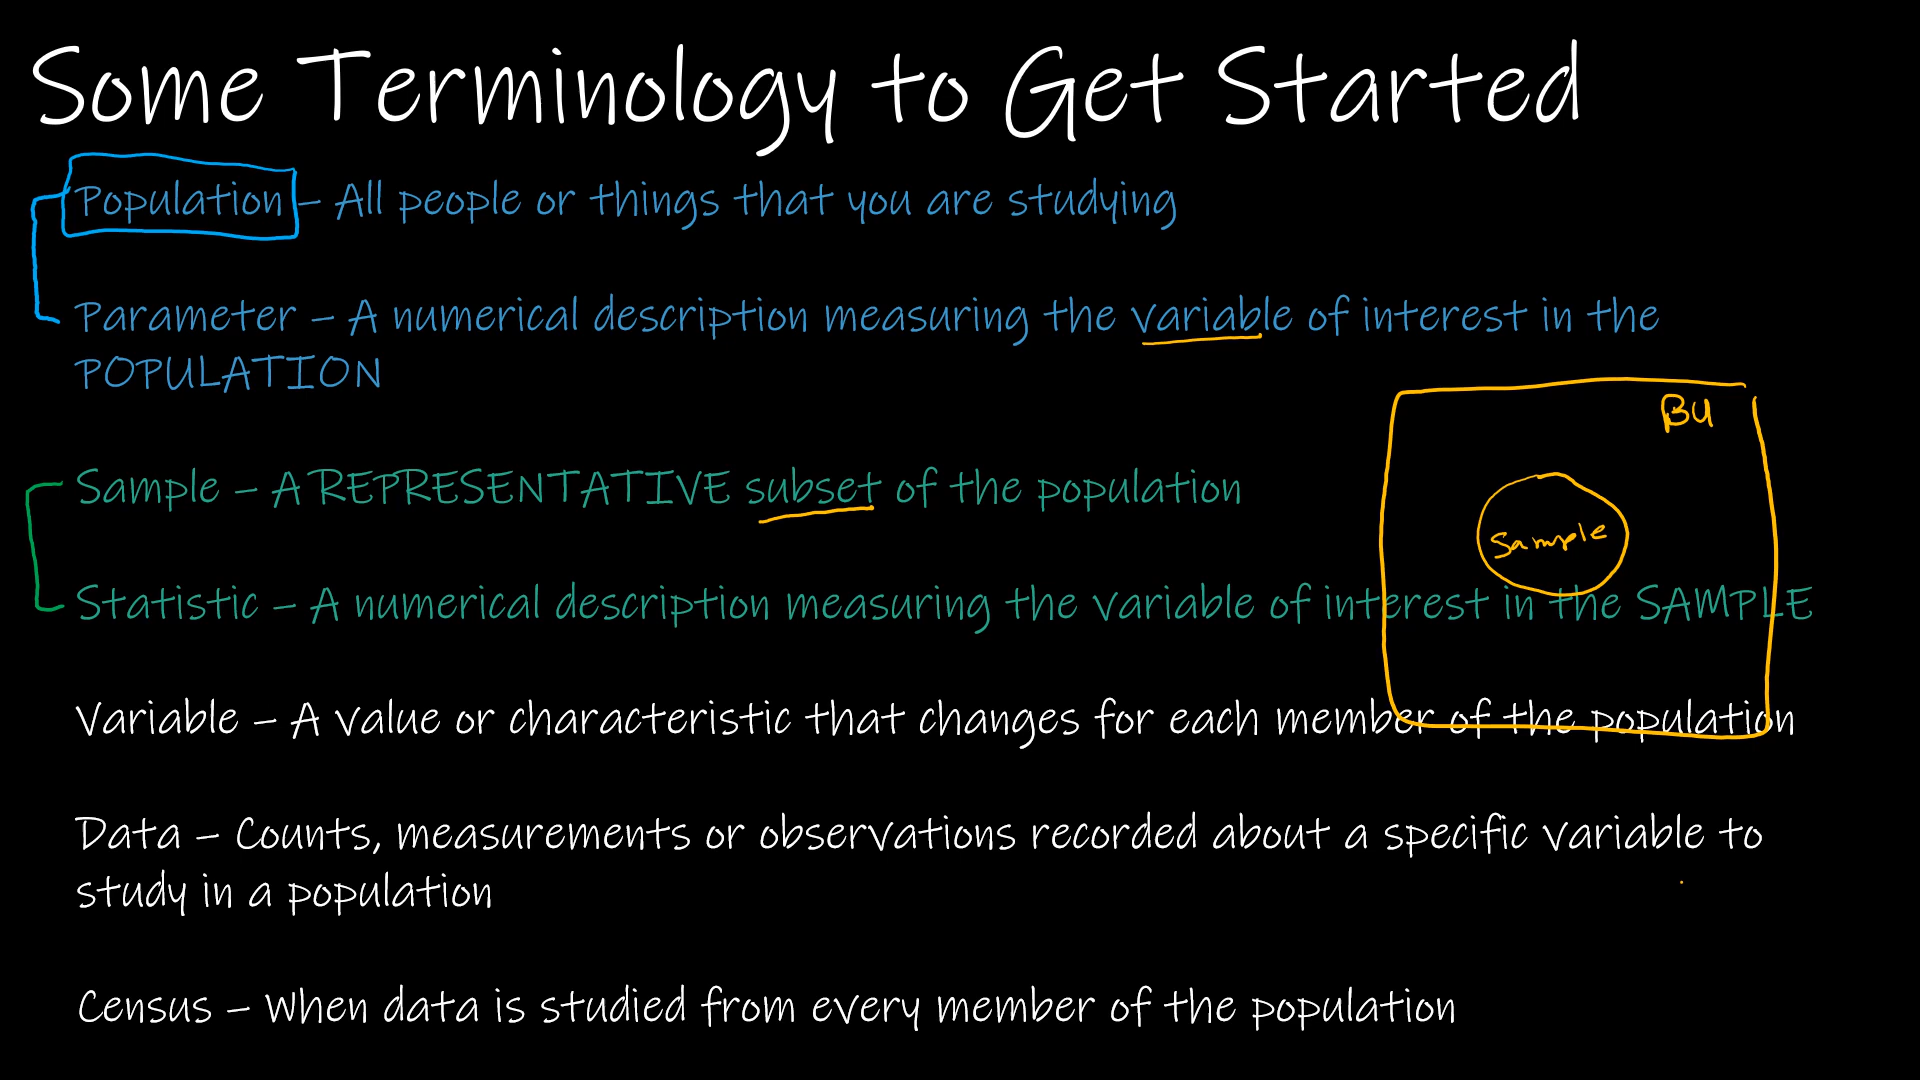 Some Terminology to Get Started
Population – All people or things that you are studying
Parameter – A numerical description measuring the variable of interest in the
POPULATION
BU
Sample – A REPRESENTATIVE subset of the population
Sample
Statistic – A numerical description measuring the variable of interest in the SAMPLE
Variable – A value or characteristic that changes for each member of the population
Data – Counts, measurements or observations recorded about a specific variable to
study in a population
Census – When data is studied from every member of the population